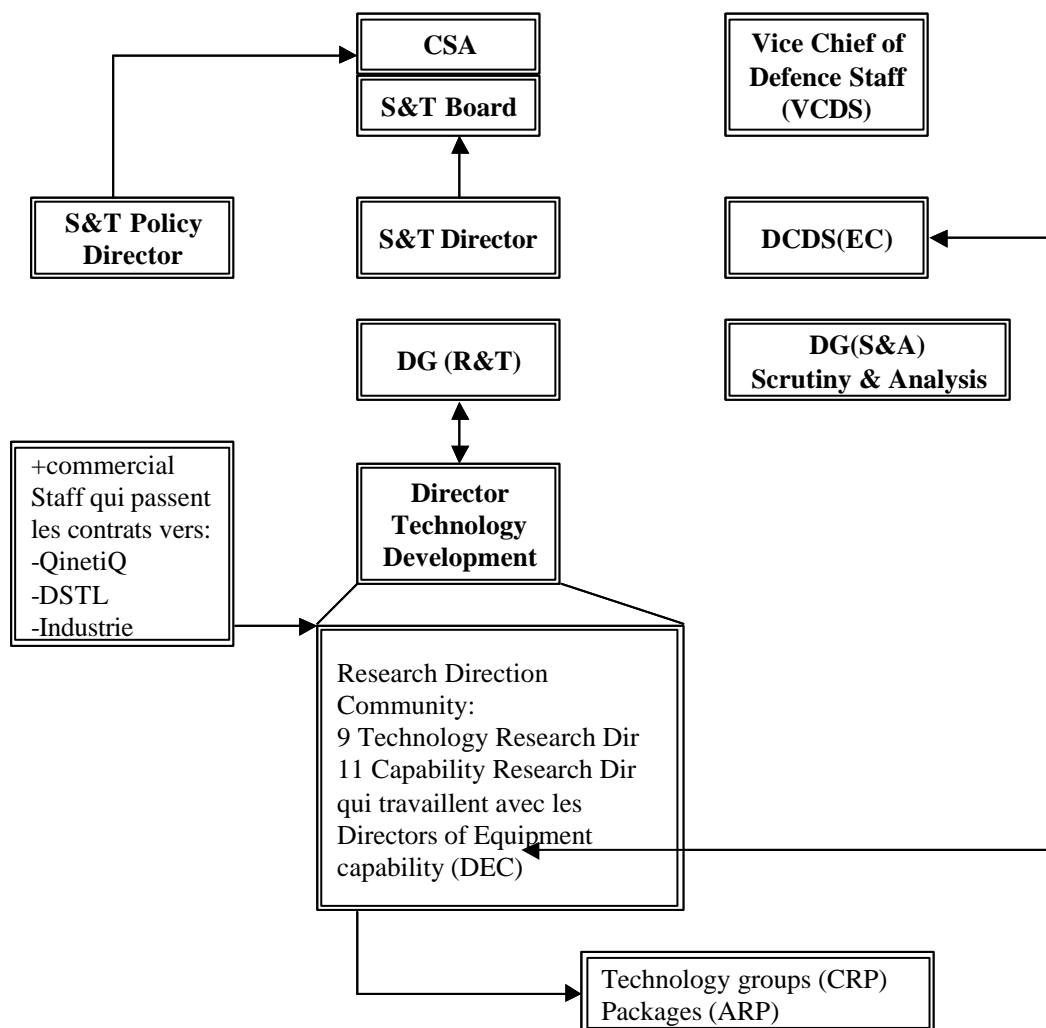 CSA
S&T Board
Vice Chief of
Defence Staff
(VCDS)
S&T Policy
Director
S&T Director
DCDS(EC)
DG (R&T)
DG(S&A)
Scrutiny & Analysis
+commercial
Staff qui passent
les contrats vers:
-QinetiQ
-DSTL
-Industrie
Director
Technology
Development
Research Direction
Community:
9 Technology Research Dir
11 Capability Research Dir
qui travaillent avec les
Directors of Equipment
capability (DEC)
Technology groups (CRP)
Packages (ARP)